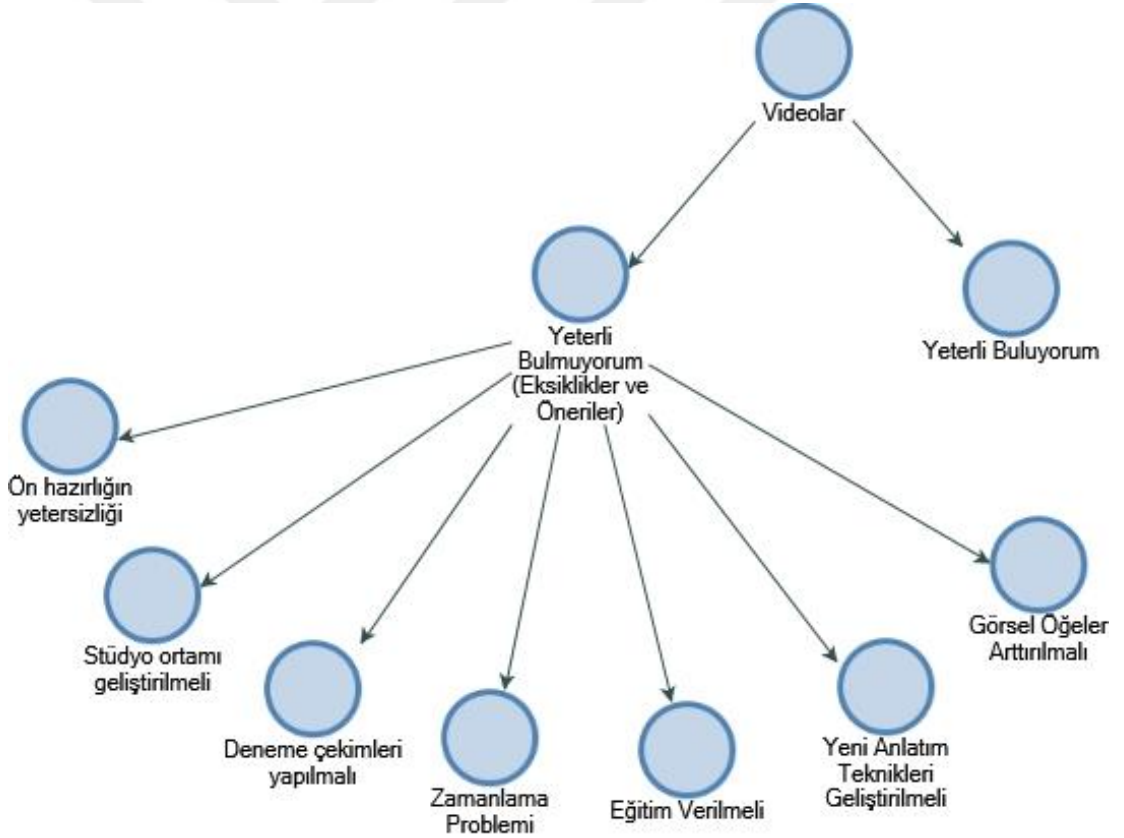 Videolar
Yeterli
Bulmuyorum
(Eksiklikler ve
Öneriler)
Yeterli Buluyorum
Ön hazırlığın
yetersizliği
Stüdyo ortamı
geliştirilmeli
Deneme çekimleri
yapılmalı
Zamanlama
Problemi
Eğitim Verilmeli
Yeni Anlatım
Teknikleri
Geliştirilmeli
Görsel Öğeler
Arttırılmalı